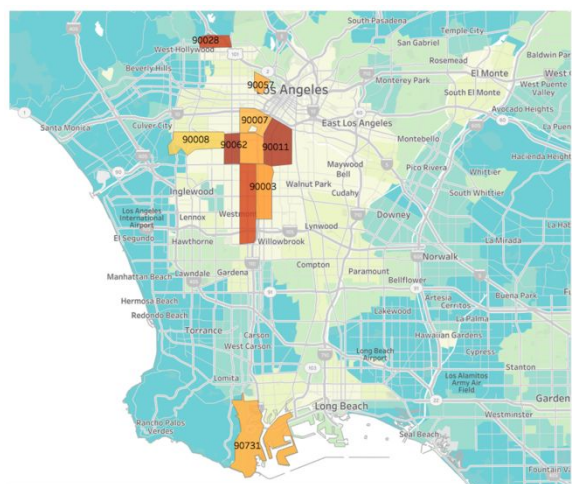 South Pasadena
Temple City
90028
West Hollywood
San Gabriel
Rosemead
Baldwin Park
Beverly Hills
El Monte
West Puente
Valley
90057
Los Angeles
Monterey Park
South El Monte
Avocado Heights
90007
East Los Angeles
Santa Monica
Culver City
Montebello
90008
90062
90011
Hacienda Heights
Maywood
Pico Rivera
Whittier
Bell
Inglewood
90003
Walnut Park
Cudahy
South Whittier
Los Angeles
International
Airport
Lennox
Downey
La Mirada
El Segundo
Hawthorne
Willowbrook
Lynwood
Norwalk
Manhattan Beach
Lawndale
Gardena
Compton
Paramount
Bellflower
Hermosa Beach
Artesia
Cerritos
Buena Park
Redondo Beach
Lakewood
La Palma
Torrance
Carson
Hawaiian Gardens
West Carson
Long Beach
Airport
Cypress
Stanton
Lomita
Los Alamitos
Army Air
Field
Garden
Long Beach
Rancho Palos
Verdes
Westminster
90731
Seal Beach
Fountain Va